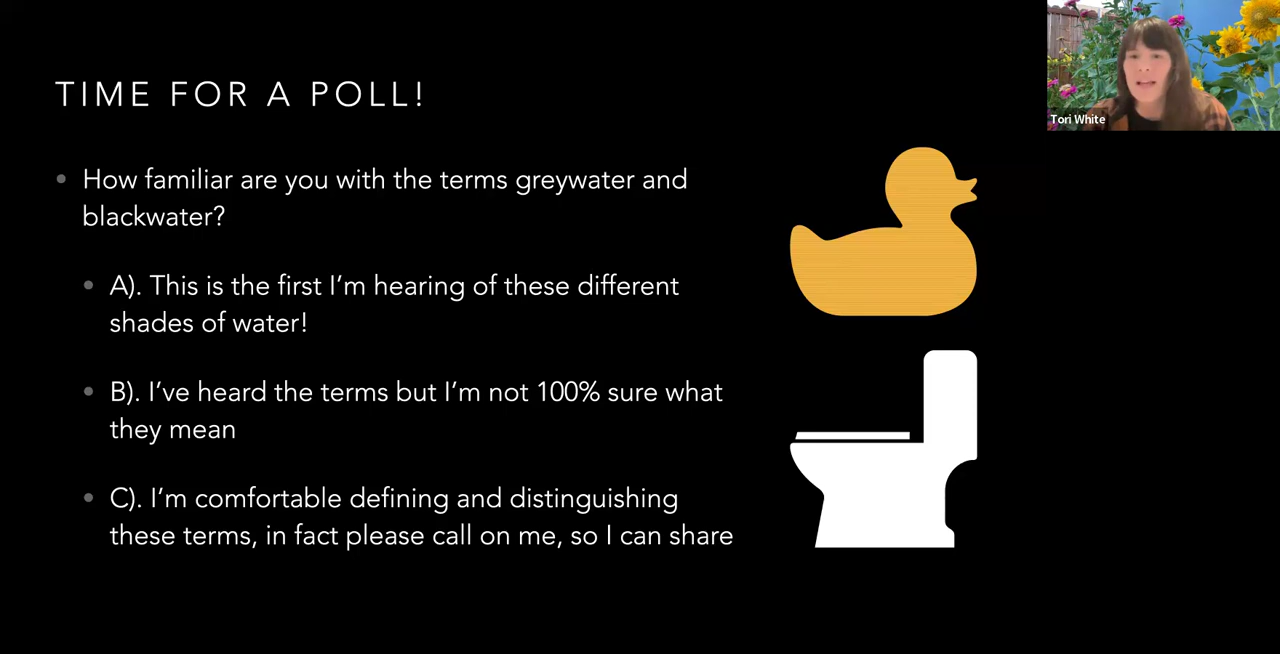 TIME FOR A POLL!
Tori White
How familiar are you with the terms greywater and
blackwater?
A). This is the first I’m hearing of these different
shades of water!
B). I’ve heard the terms but I’m not 100% sure what
they mean
C). I’m comfortable defining and distinguishing
these terms, in fact please call on me, so I can share